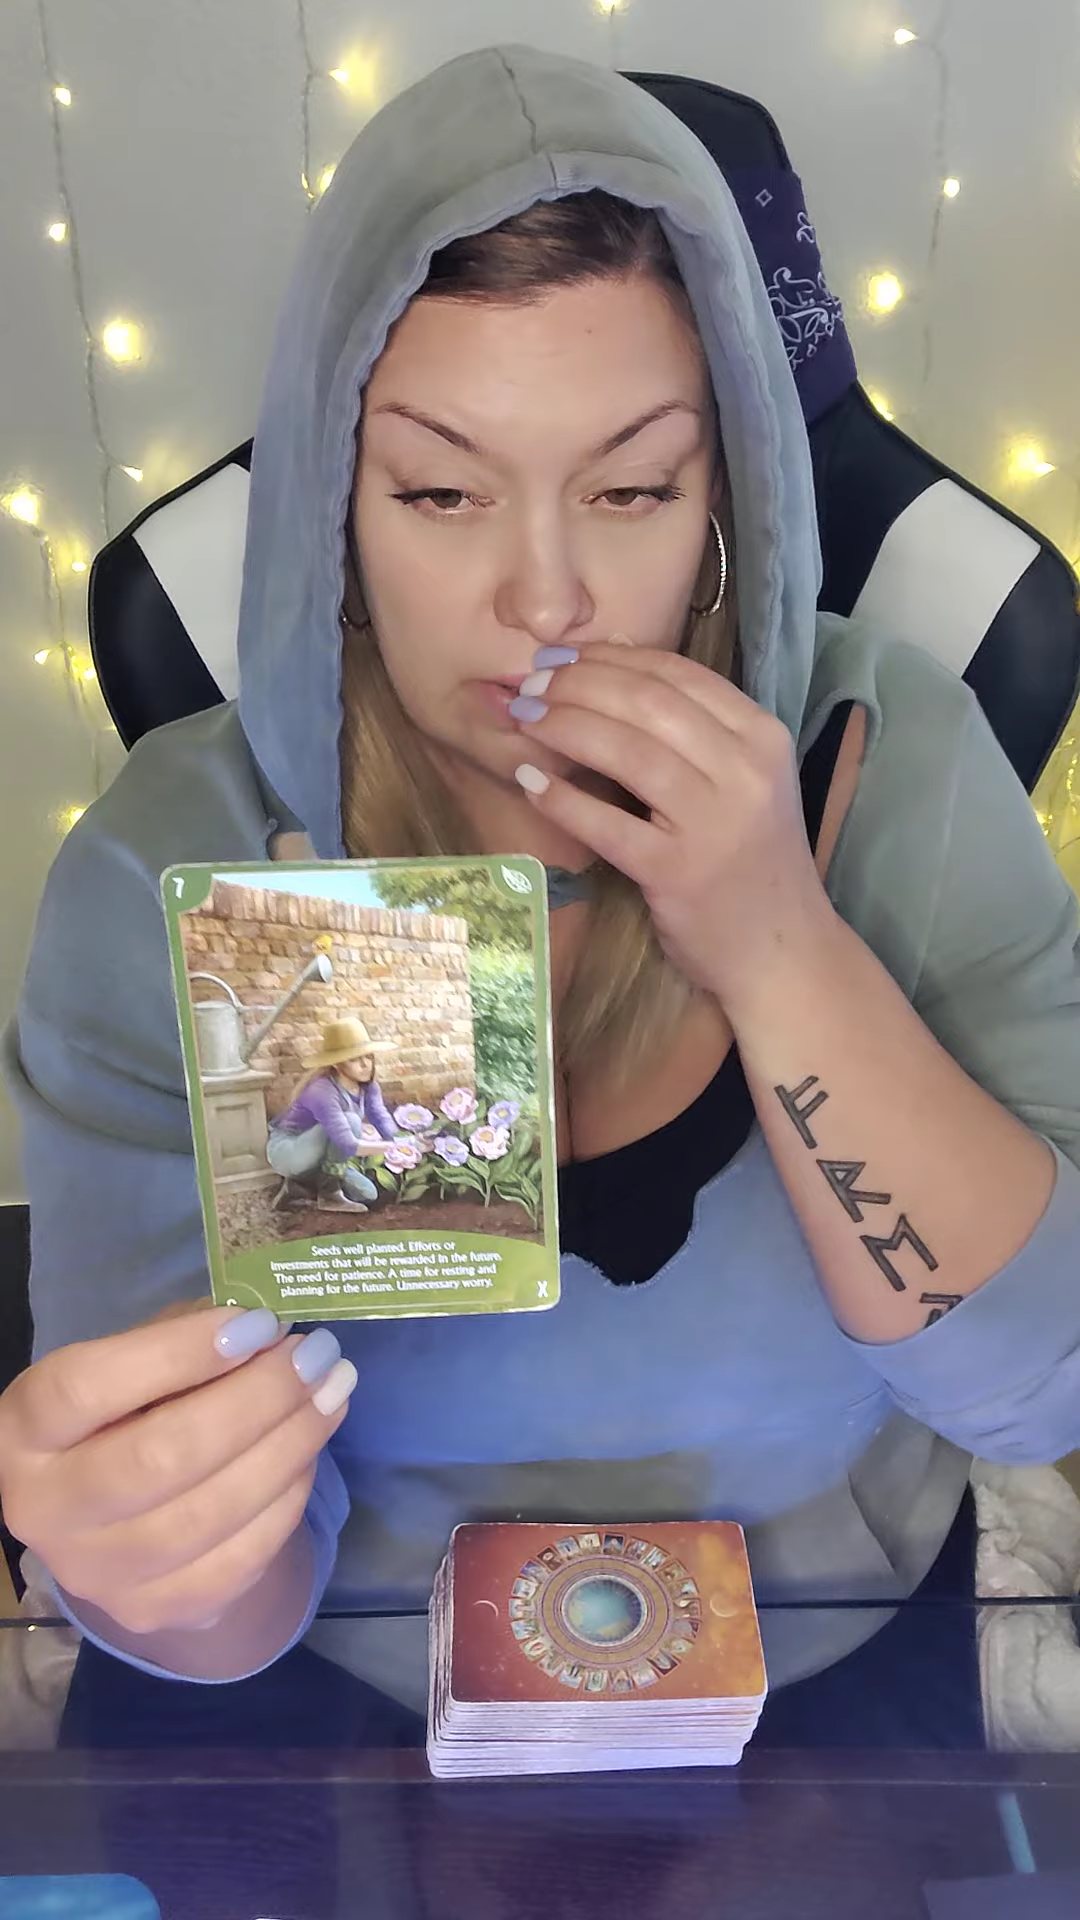 7
Seeds well planted. Efforts or
investments that will be rewarded in the future.
The need for patience. A time for resting and
planning for the future. Unnecessary worry.
X